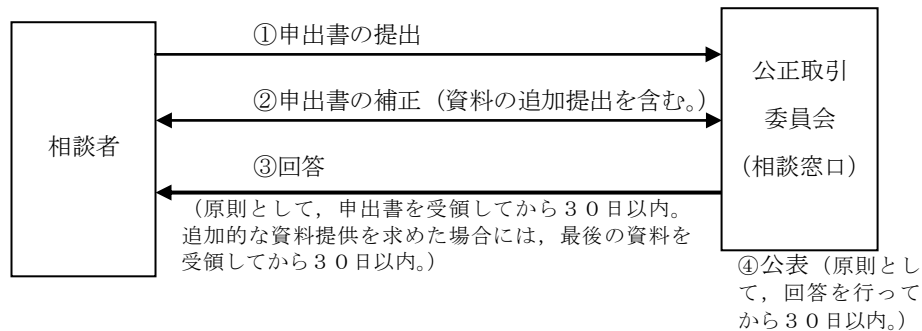 ①申出書の提出
公正取引
委員会
(相談窓口)
②申出書の補正（資料の追加提出を含む。）
相談者
③回答
（原則として，申出書を受領してから３０日以内。
追加的な資料提供を求めた場合には，最後の資料を
受領してから３０日以内。）
④公表（原則とし
て，回答を行って
から３０日以内。）